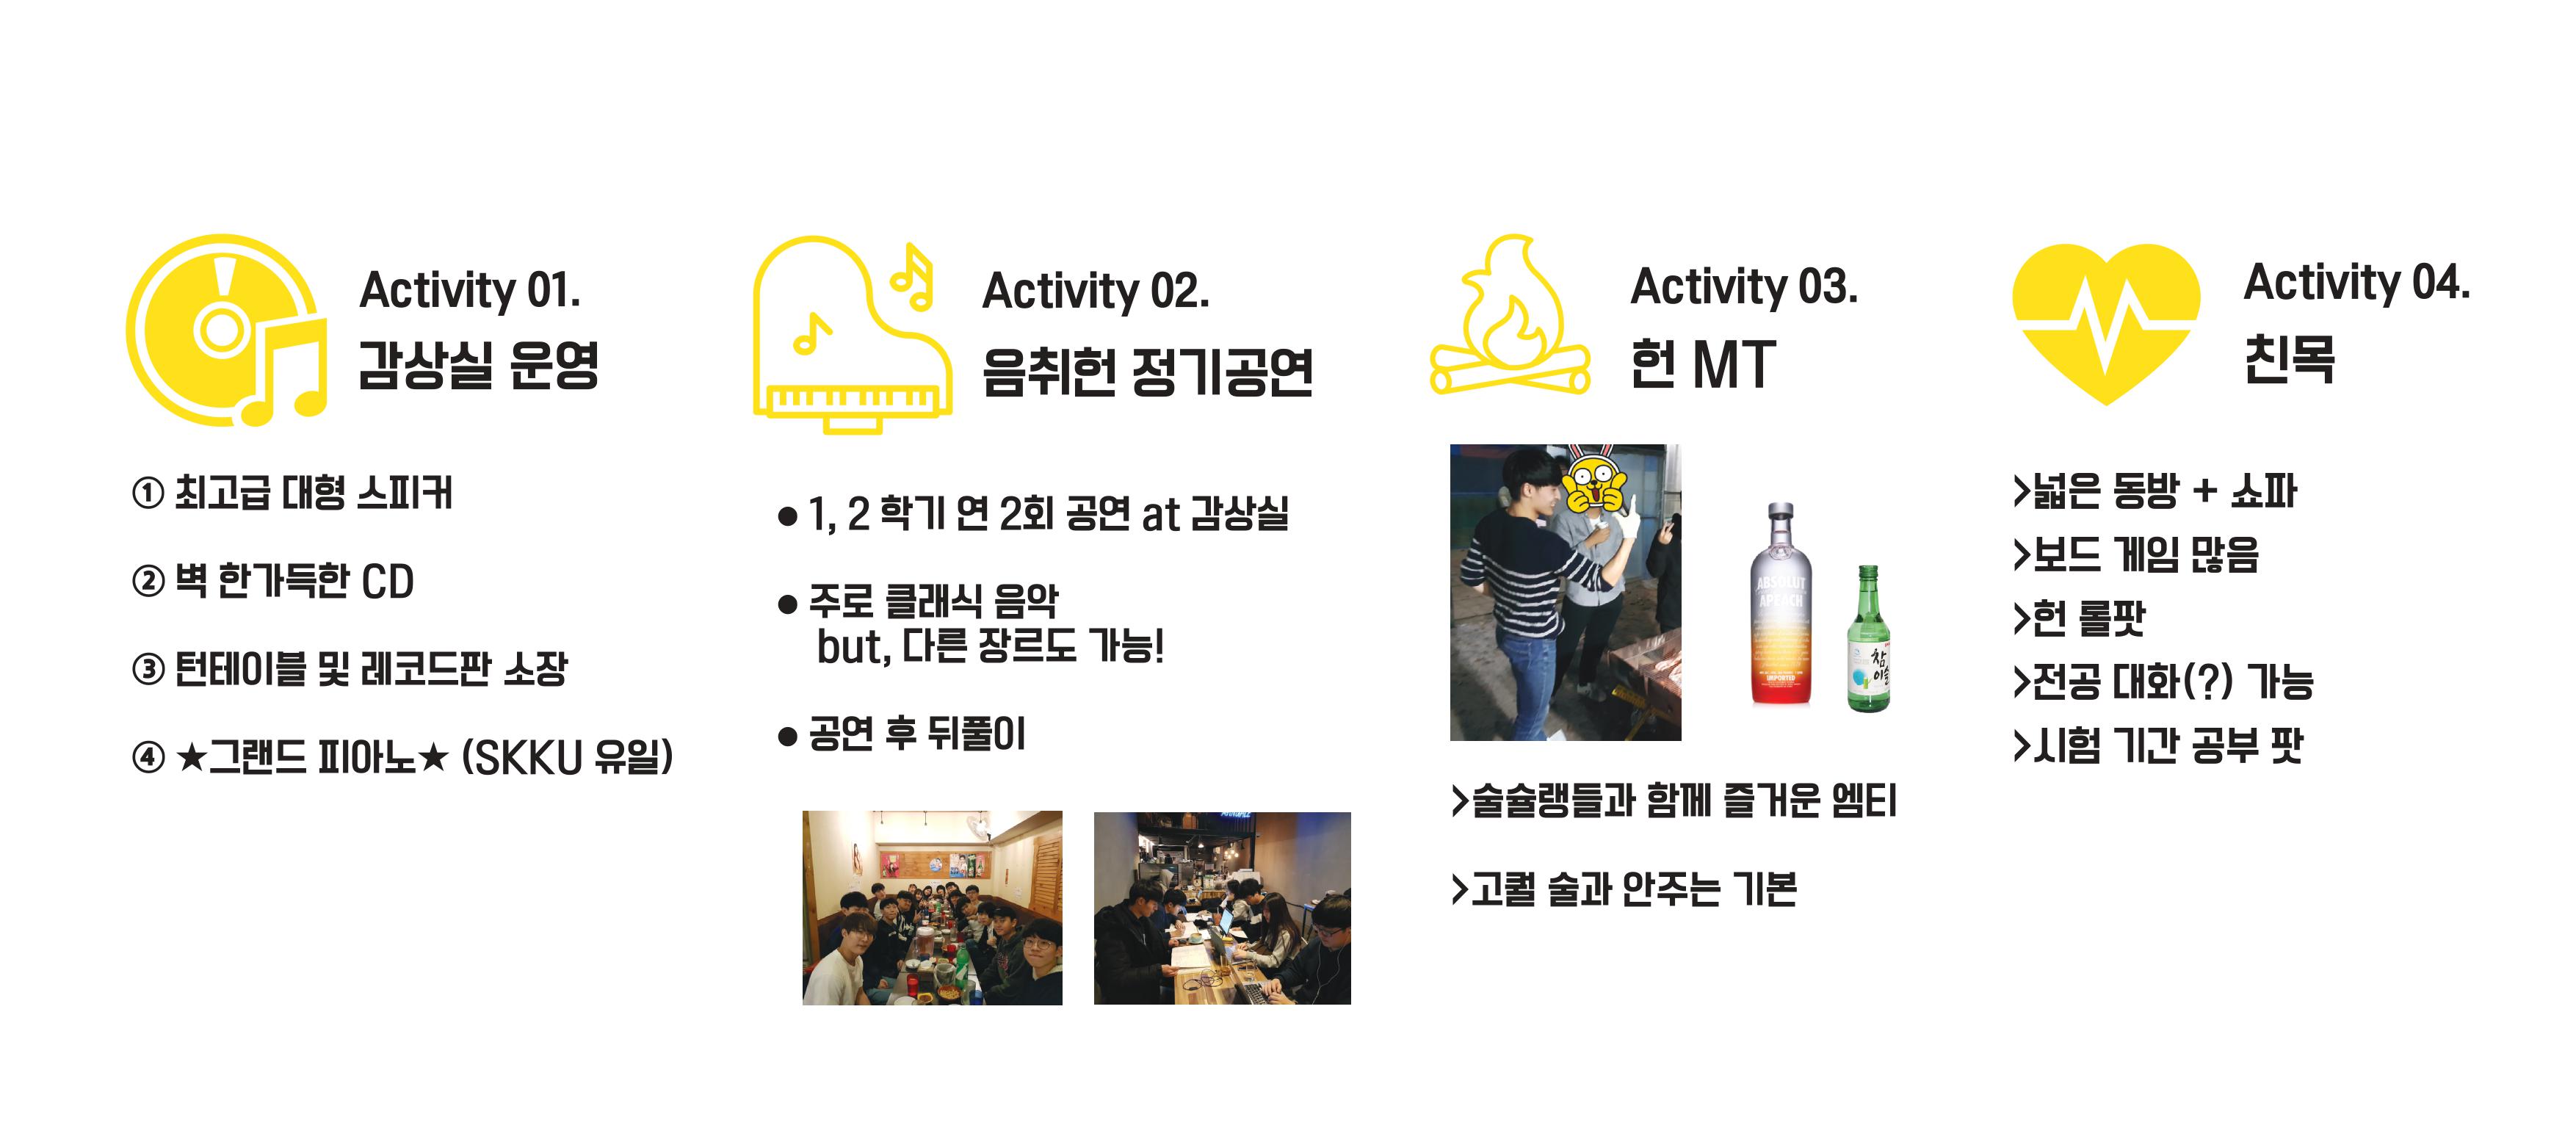 Activity 01.
감상실 운영
① 최고급 대형 스피커
② 벽 한가득한 CD
③ 턴테이블 및 레코드판 소장
④ ★그랜드 피아노★ (SKKU 유일)
Activity 02.
음취헌 정기공연
● 1, 2 학기 연 2회 공연 at 감상실
● 주로 클래식 음악
but, 다른 장르도 가능!
● 공연 후 뒤풀이
Activity 03.
헌 MT
ABSOLUT
APEACH
IMPORTED
참
이슬
>술슐랭들과 함께 즐거운 엠티
>고퀄 술과 안주는 기본
Activity 04.
친목
>넓은 동방 + 쇼파
>보드 게임 많음
>헌 롤팟
>전공 대화(?) 가능
>시험 기간 공부 팟